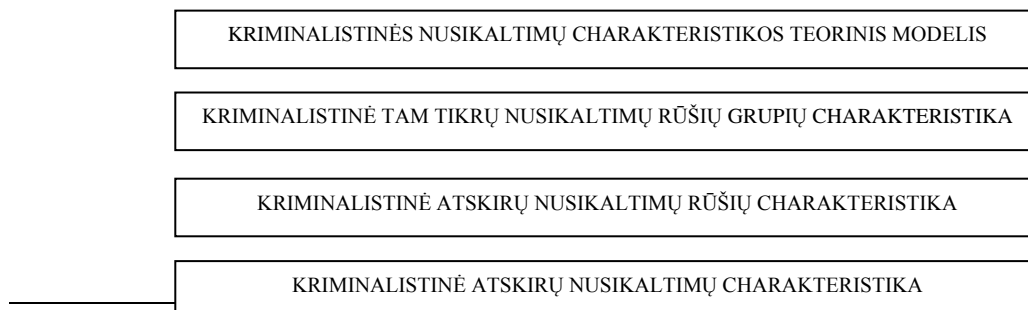 KRIMINALISTINĖS NUSIKALTIMŲ CHARAKTERISTIKOS TEORINIS MODELIS
KRIMINALISTINĖ TAM TIKRŲ NUSIKALTIMŲ RŪŠIŲ GRUPIŲ CHARAKTERISTIKA
KRIMINALISTINĖ ATSKIRŲ NUSIKALTIMŲ RŪŠIŲ CHARAKTERISTIKA
KRIMINALISTINĖ ATSKIRŲ NUSIKALTIMŲ CHARAKTERISTIKA